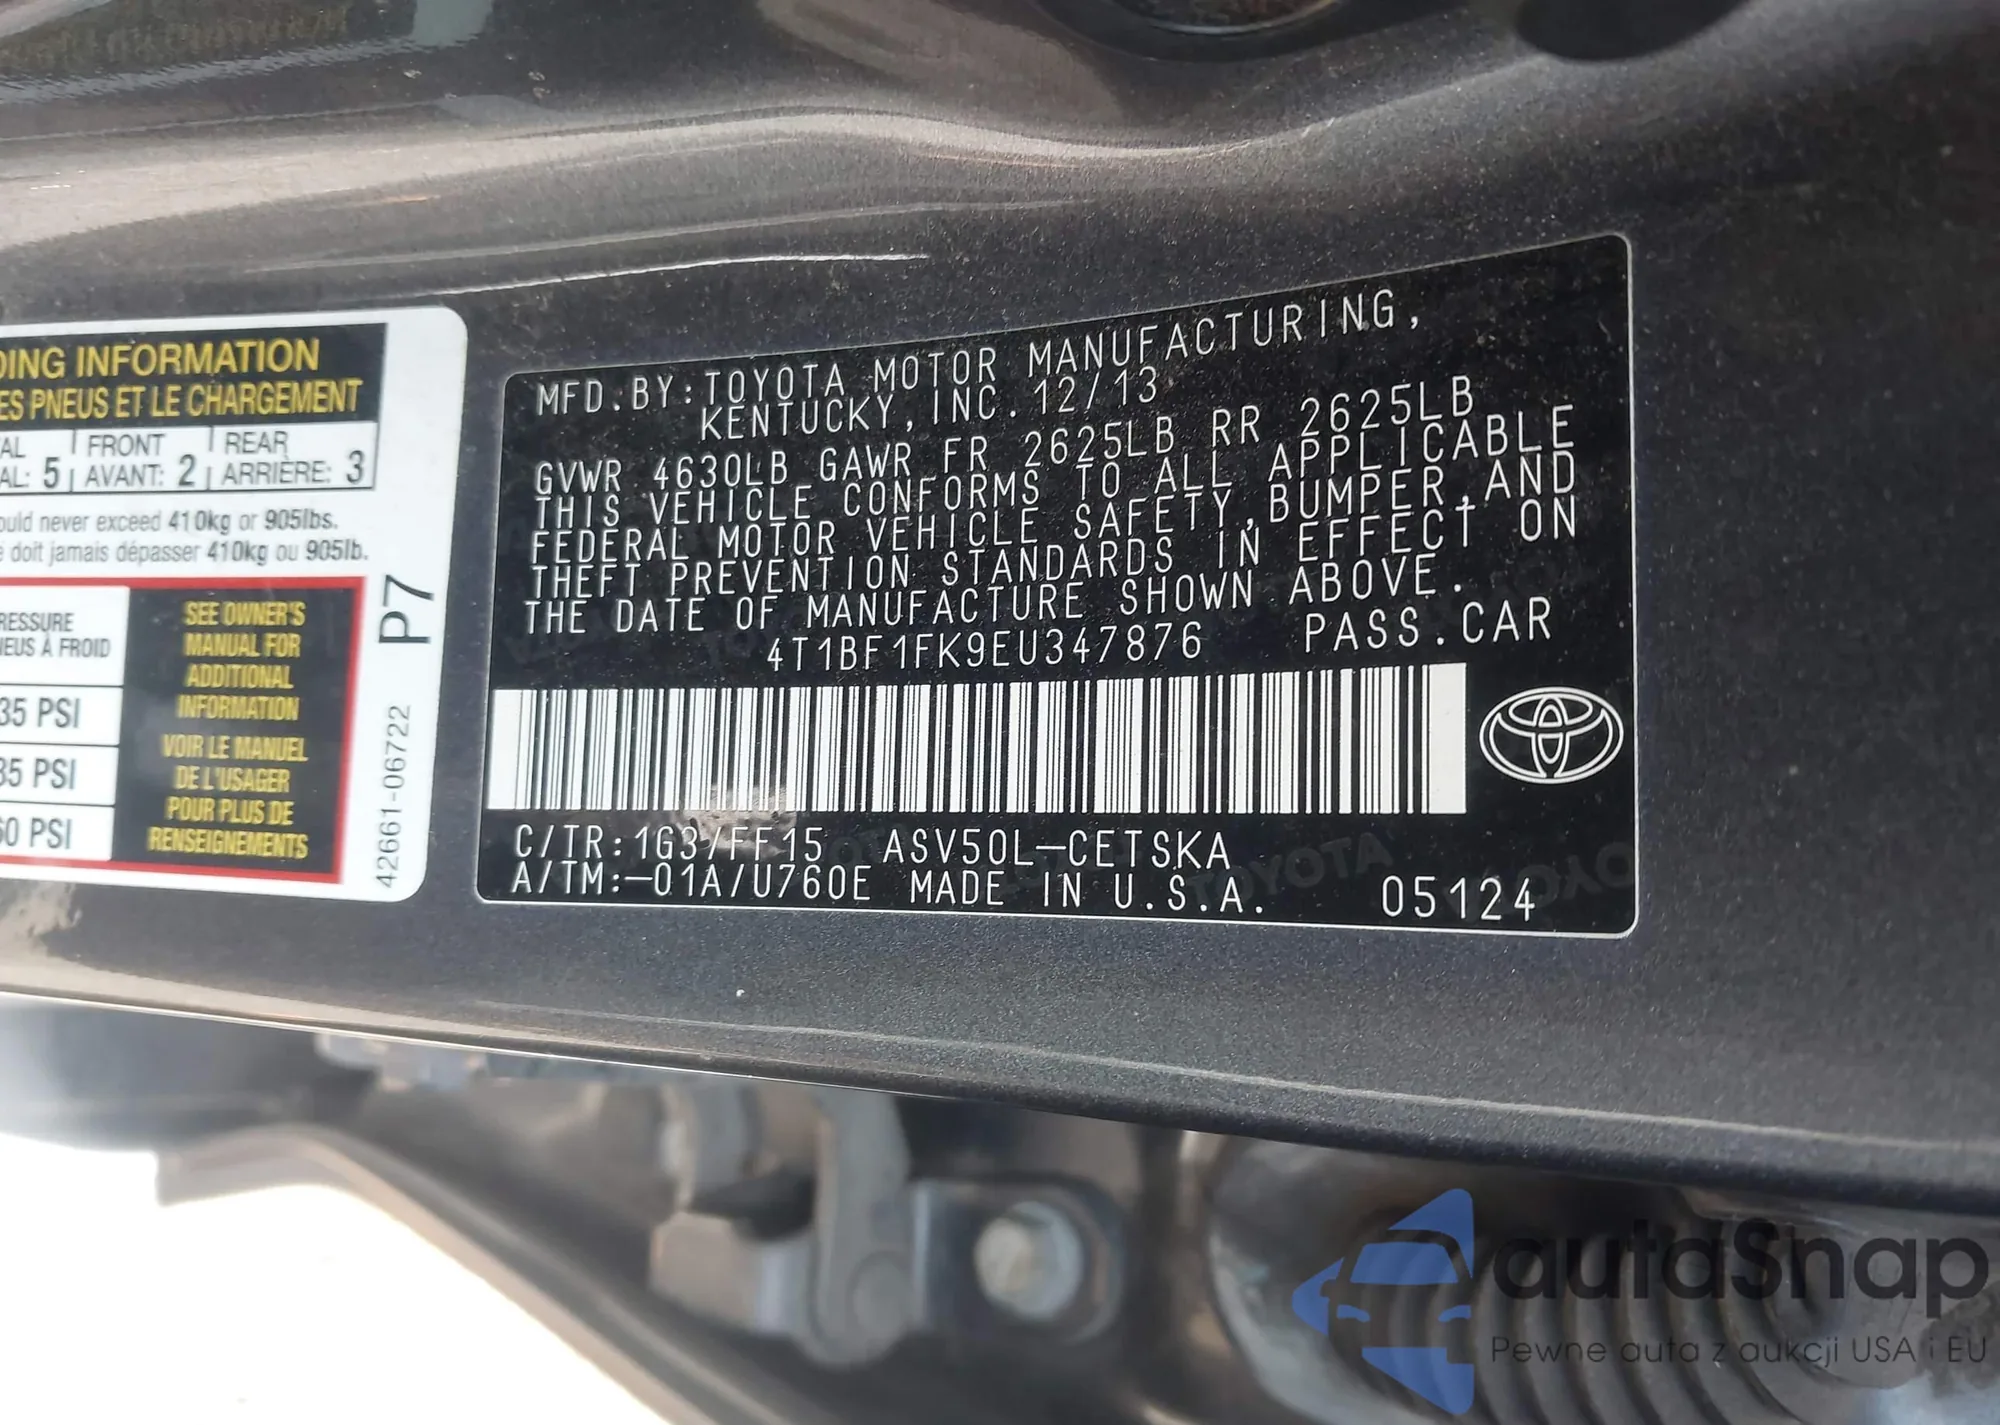 DING INFORMATION
ES PNEUS ET LE CHARGEMENT
AL FRONT REAR
AL: 5 AVANT: 2 ARRIÈRE: 3
ould never exceed 410kg or 905lbs.
e doit jamais dépasser 410kg ou 905lb.
RESSURE
NEUS À FROID
35 PSI
35 PSI
60 PSI
SEE OWNER'S
MANUAL FOR
ADDITIONAL
INFORMATION
VOIR LE MANUEL
DE L'USAGER
POUR PLUS DE
RENSEIGNEMENTS
P7
42661-06722
MFD.BY:TOYOTA MOTOR MANUFACTURING,
KENTUCKY, INC. 12/13
GVWR 4630LB GAWR FR 2625LB RR 2625LB
THIS VEHICLE CONFORMS TO ALL APPLICABLE
FEDERAL MOTOR VEHICLE SAFETY,BUMPER,AND
THEFT PREVENTION STANDARDS IN EFFECT ON
THE DATE OF MANUFACTURE SHOWN ABOVE.
4T1BF1FK9EU347876 PASS.CAR
C/TR:1G3/FF15 ASV50L-CETSKA
A/TM:-01A/U760E MADE IN U.S.A. 05124
autoSnap
Pewne auta z aukcji USA i EU